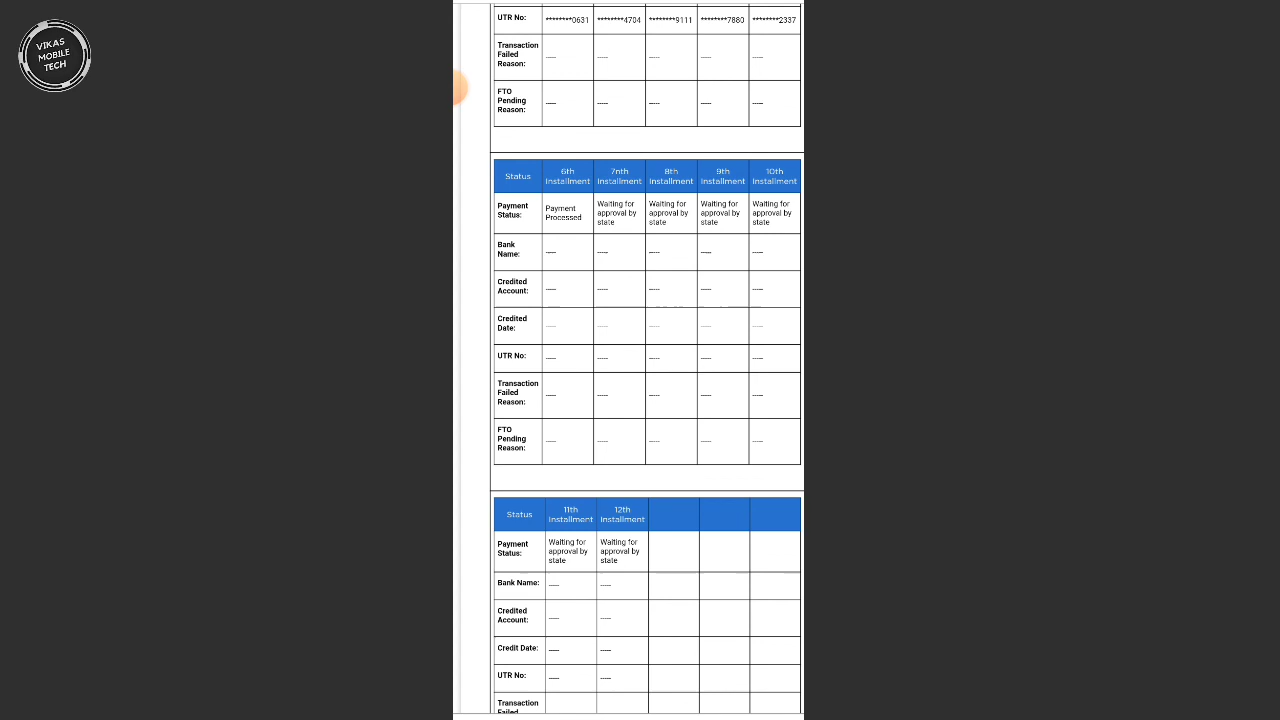 VIKAS
MOBILE
TECH
UTR No: ********0631 ********4704 ********9111 ********7880 ********2337
Transaction
Failed
Reason: ----- ----- ----- ----- -----
FTO
Pending
Reason: ----- ----- ----- ----- -----
Status 6th Installment 7nth Installment 8th Installment 9th Installment 10th Installment
Payment Status: Payment Processed Waiting for approval by state Waiting for approval by state Waiting for approval by state Waiting for approval by state
Bank Name: ----- ----- ----- ----- -----
Credited Account: ----- ----- ----- ----- -----
Credited Date: ----- ----- ----- ----- -----
UTR No: ----- ----- ----- ----- -----
Transaction Failed Reason: ----- ----- ----- ----- -----
FTO Pending Reason: ----- ----- ----- ----- -----
Status 11th Installment 12th Installment
Payment Status: Waiting for approval by state Waiting for approval by state
Bank Name: ----- -----
Credited Account: ----- -----
Credit Date: ----- -----
UTR No: ----- -----
Transaction
Failed